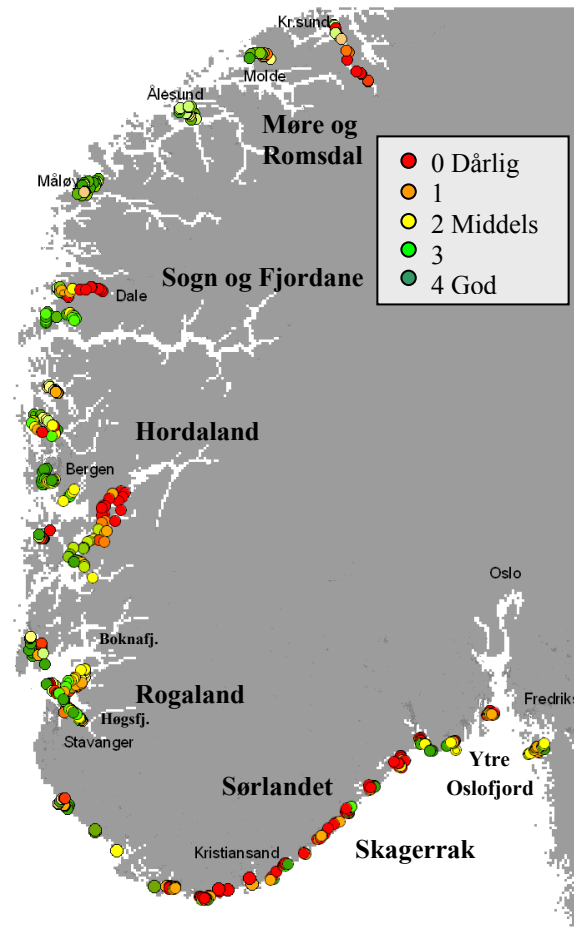 Kr.sund
Molde
Ålesund
Møre og
Romsdal
0 Dårlig
1
2 Middels
3
4 God
Måløy
Sogn og Fjordane
Dale
Hordaland
Bergen
Oslo
Boknafj.
Rogaland
Høgsfj.
Stavanger
Fredriks
Ytre
Oslofjord
Sørlandet
Skagerrak
Kristiansand